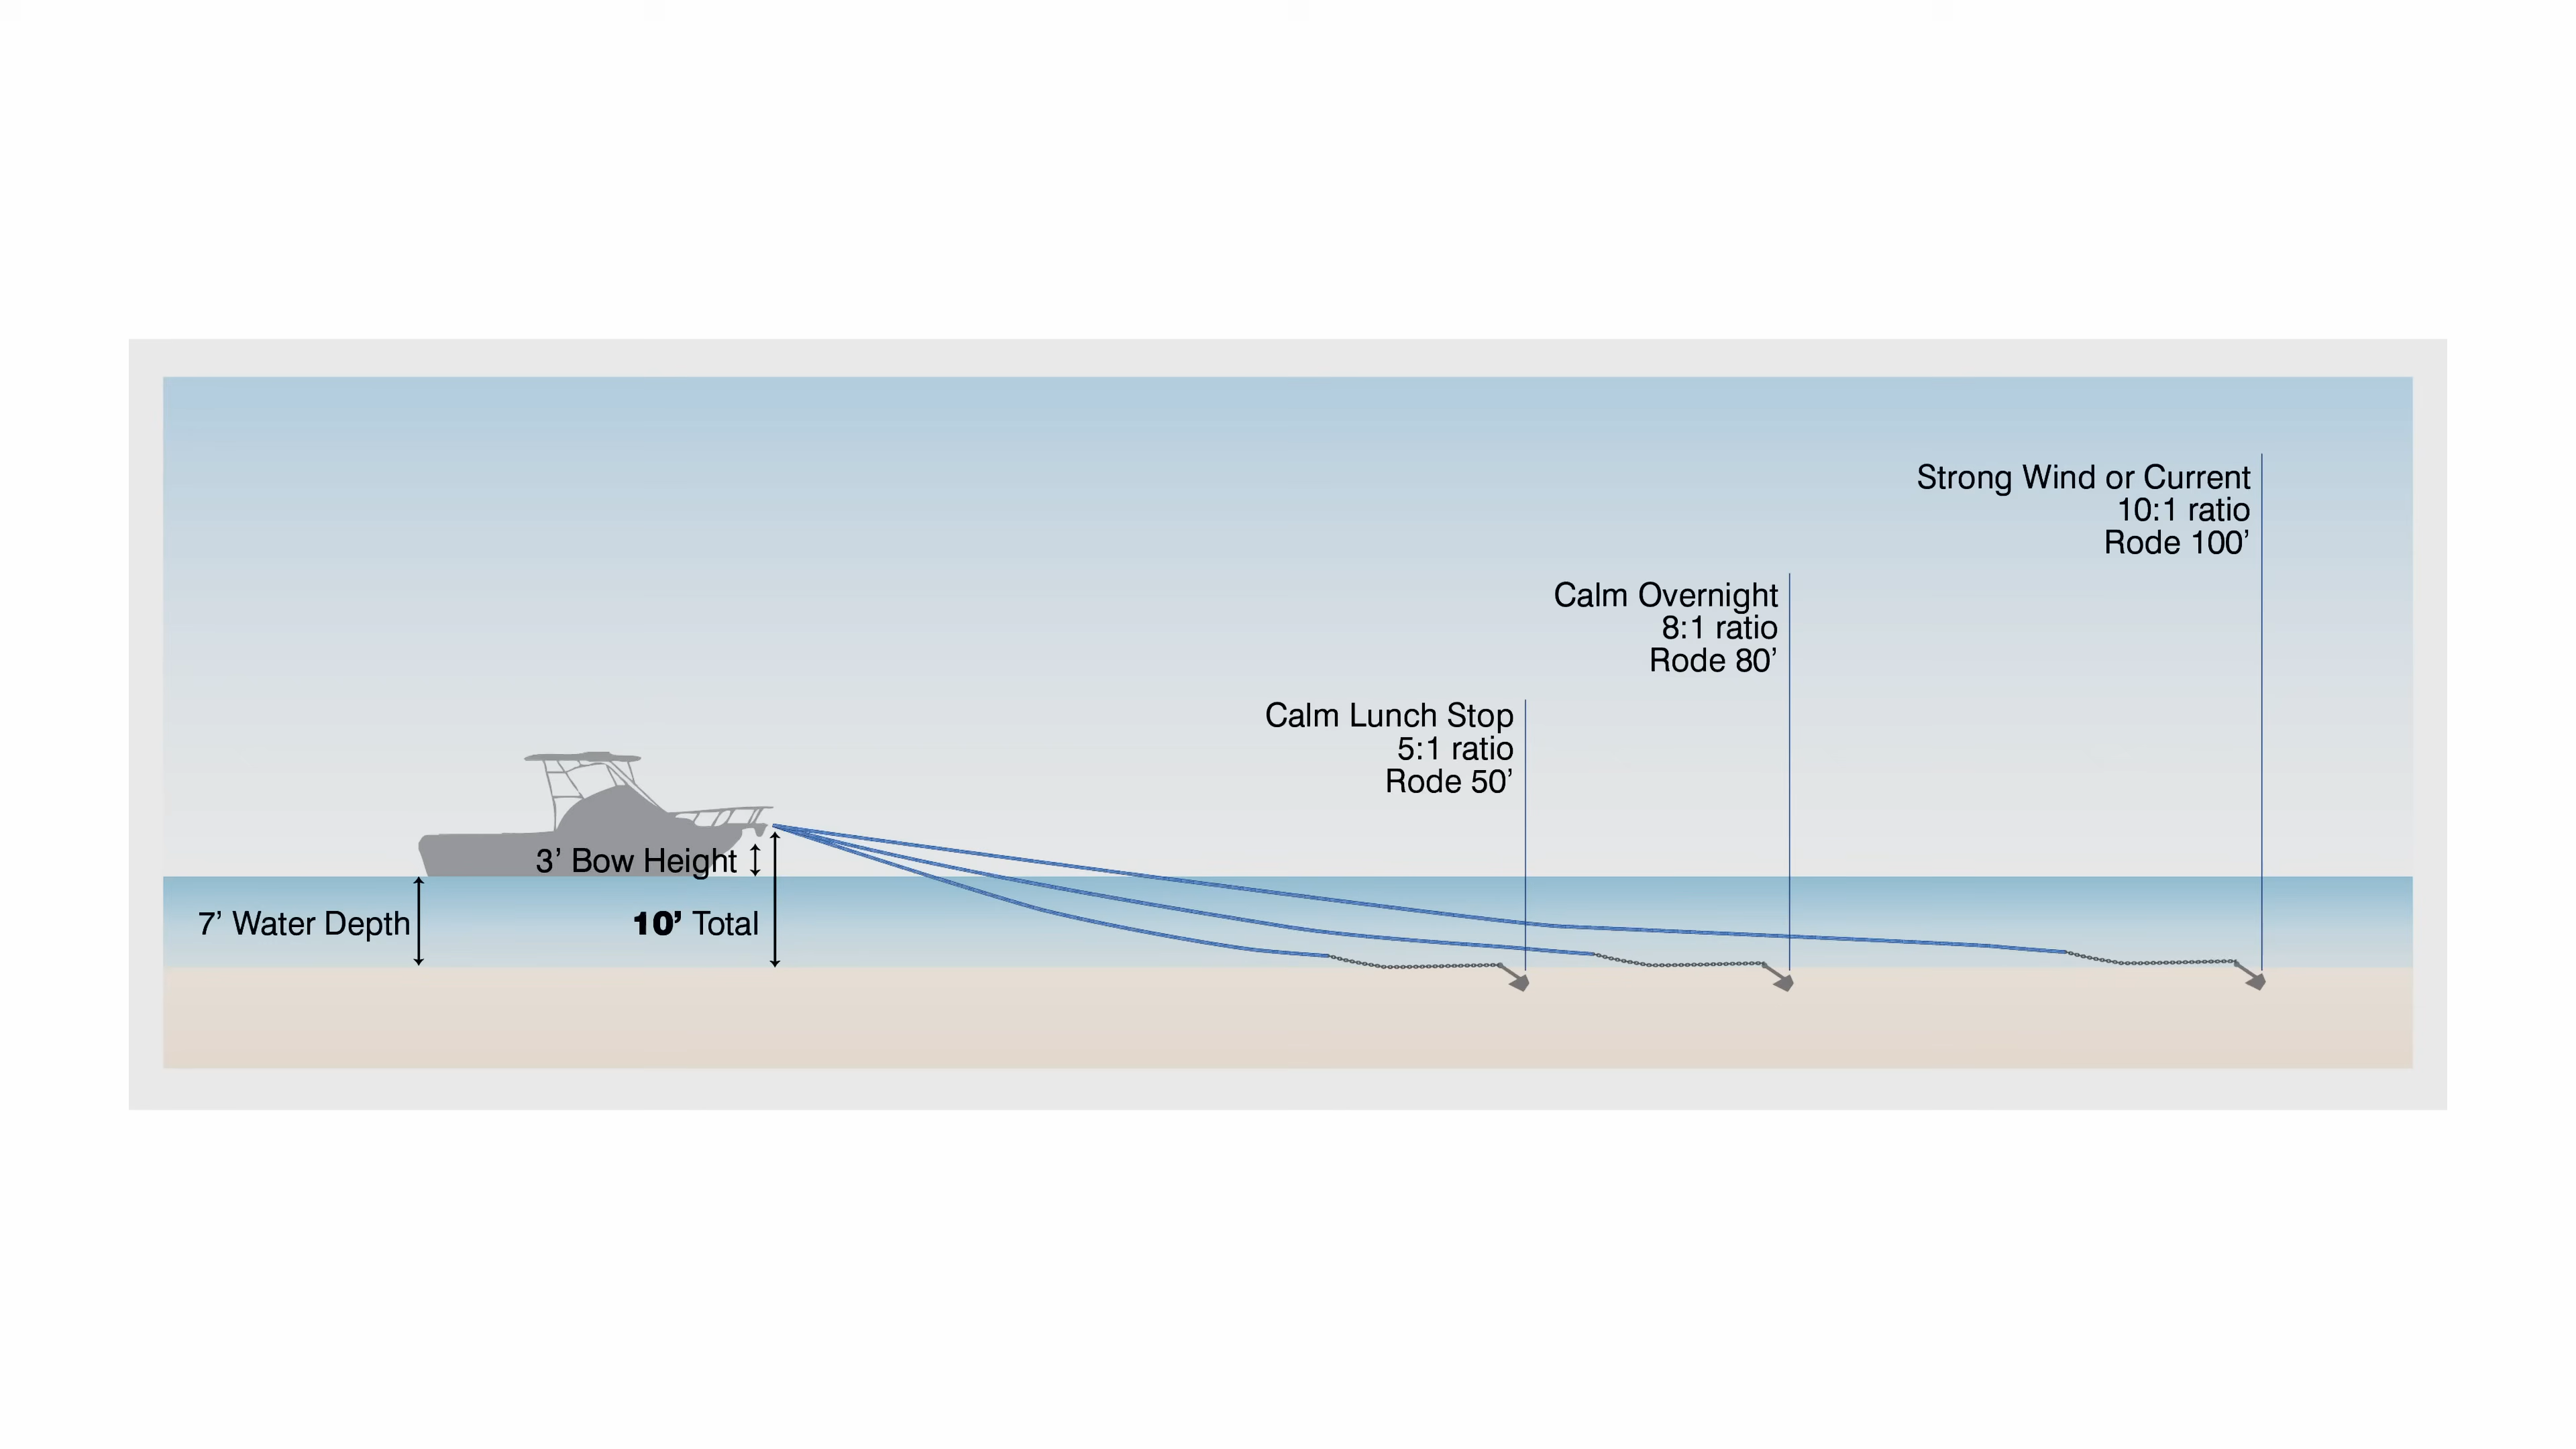 Strong Wind or Current
10:1 ratio
Rode 100’
Calm Overnight
8:1 ratio
Rode 80’
Calm Lunch Stop
5:1 ratio
Rode 50’
3’ Bow Height
7’ Water Depth
10’ Total